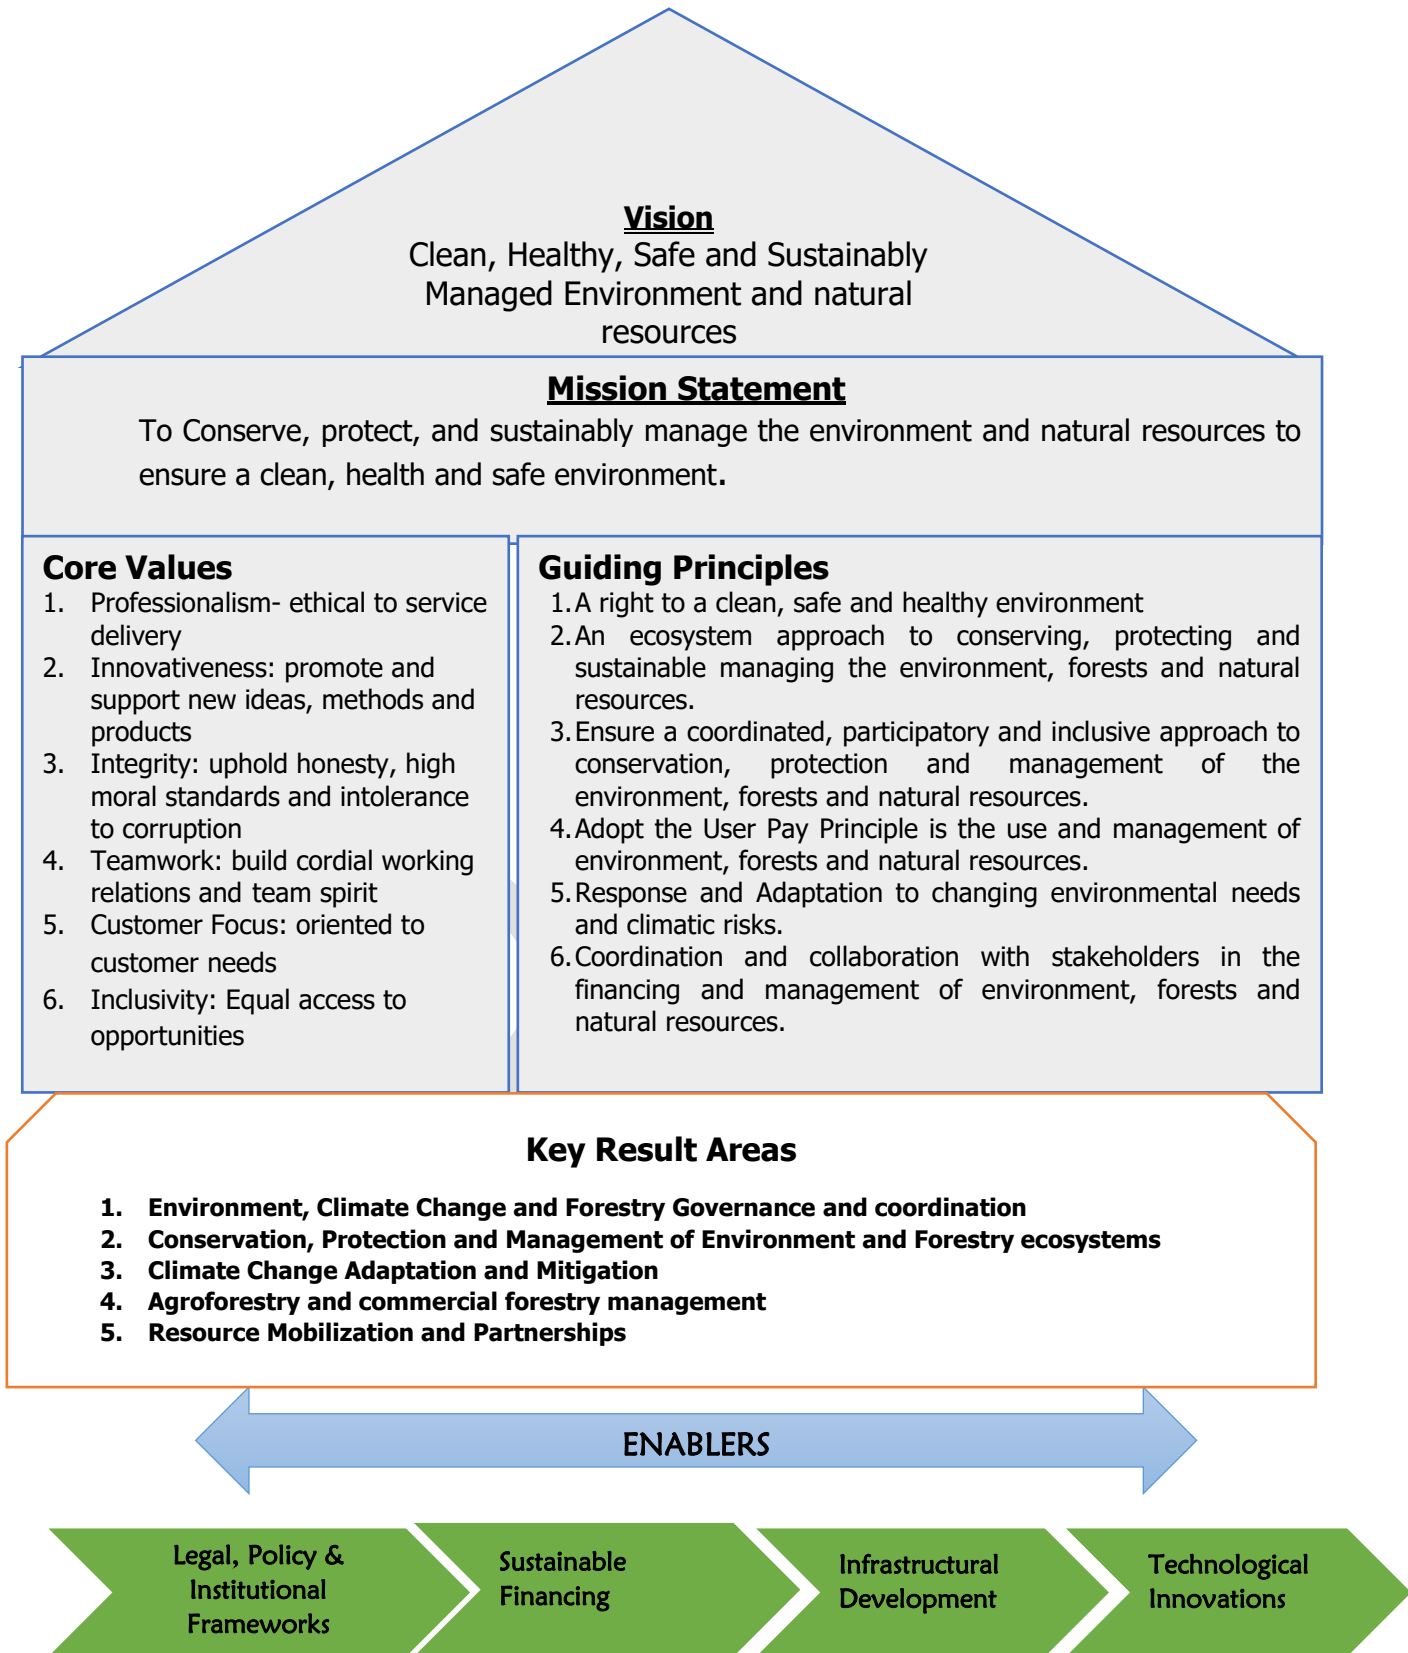 Vision
Clean, Healthy, Safe and Sustainably
Managed Environment and natural
resources
Mission Statement
To Conserve, protect, and sustainably manage the environment and natural resources to
ensure a clean, health and safe environment.
Core Values
1. Professionalism- ethical to service
delivery
2. Innovativeness: promote and
support new ideas, methods and
products
3. Integrity: uphold honesty, high
moral standards and intolerance
to corruption
4. Teamwork: build cordial working
relations and team spirit
5. Customer Focus: oriented to
customer needs
6. Inclusivity: Equal access to
opportunities
Guiding Principles
1. A right to a clean, safe and healthy environment
2. An ecosystem approach to conserving, protecting and
sustainable managing the environment, forests and natural
resources.
3. Ensure a coordinated, participatory and inclusive approach to
conservation, protection and management of the
environment, forests and natural resources.
4. Adopt the User Pay Principle is the use and management of
environment, forests and natural resources.
5. Response and Adaptation to changing environmental needs
and climatic risks.
6. Coordination and collaboration with stakeholders in the
financing and management of environment, forests and
natural resources.
Key Result Areas
1. Environment, Climate Change and Forestry Governance and coordination
2. Conservation, Protection and Management of Environment and Forestry ecosystems
3. Climate Change Adaptation and Mitigation
4. Agroforestry and commercial forestry management
5. Resource Mobilization and Partnerships
ENABLERS
Legal, Policy &
Institutional
Frameworks
Sustainable
Financing
Infrastructural
Development
Technological
Innovations